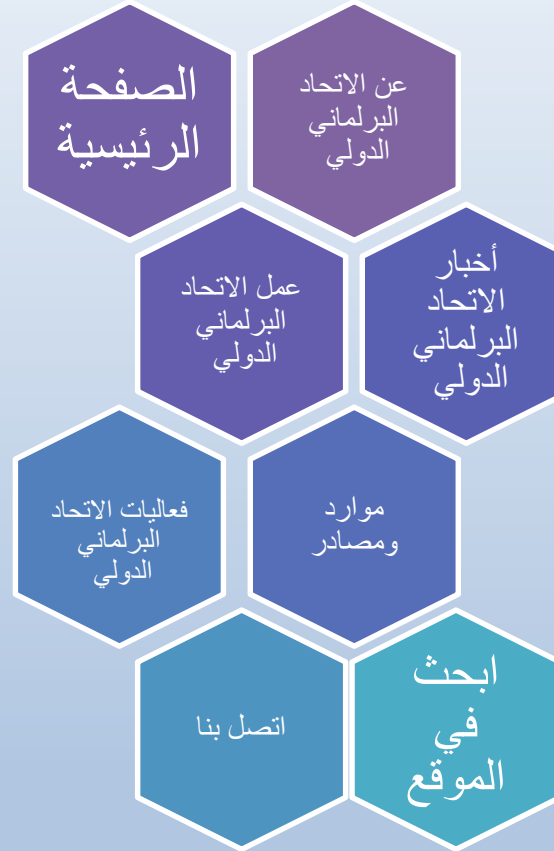 الصفحة
الرئيسية
عن الاتحاد
البرلماني
الدولي
أخبار
الاتحاد
البرلماني
الدولي
عمل الاتحاد
البرلماني
الدولي
موارد
ومصادر
فعاليات الاتحاد
البرلماني
الدولي
ابحث
في
الموقع
اتصل بنا